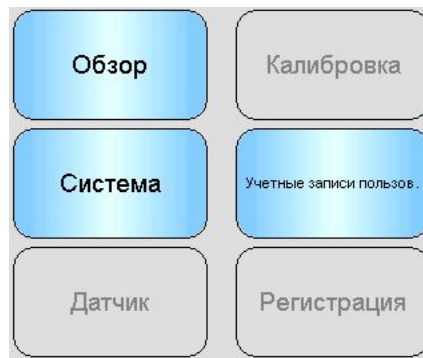 Обзор
Калибровка
Система
Учетные записи пользов.
Датчик
Регистрация